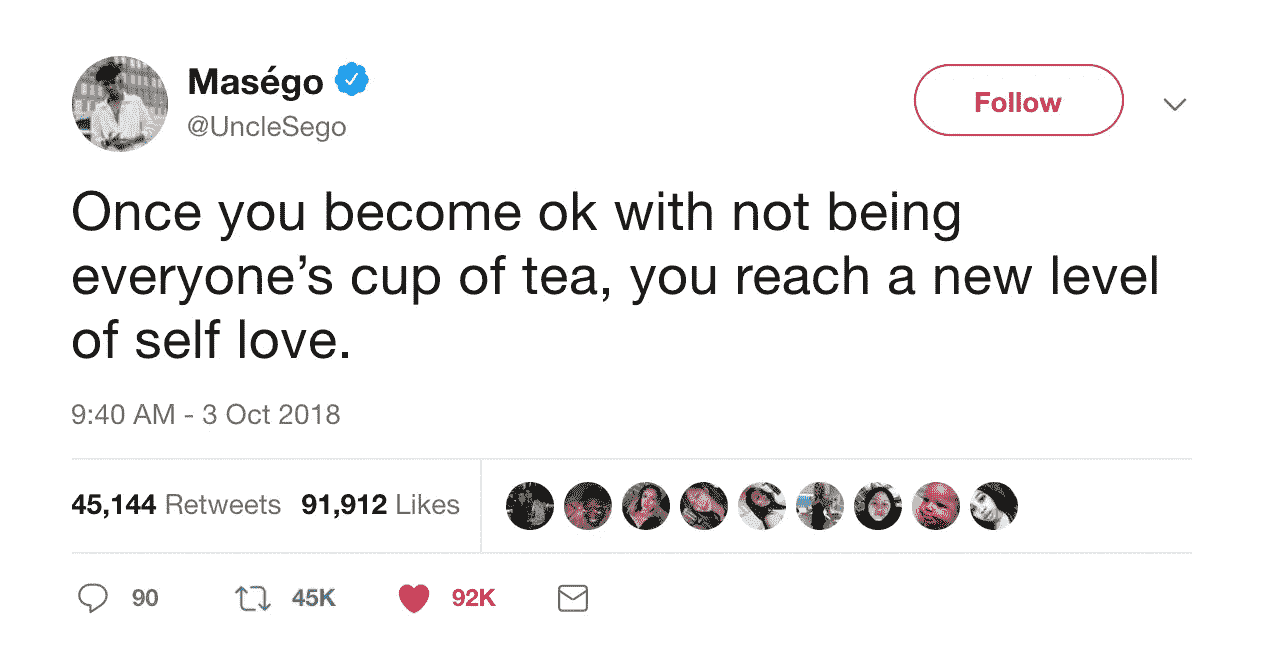 Maségo
@UncleSego
Follow
Once you become ok with not being
everyone’s cup of tea, you reach a new level
of self love.
9:40 AM - 3 Oct 2018
45,144 Retweets 91,912 Likes
90 45K 92K